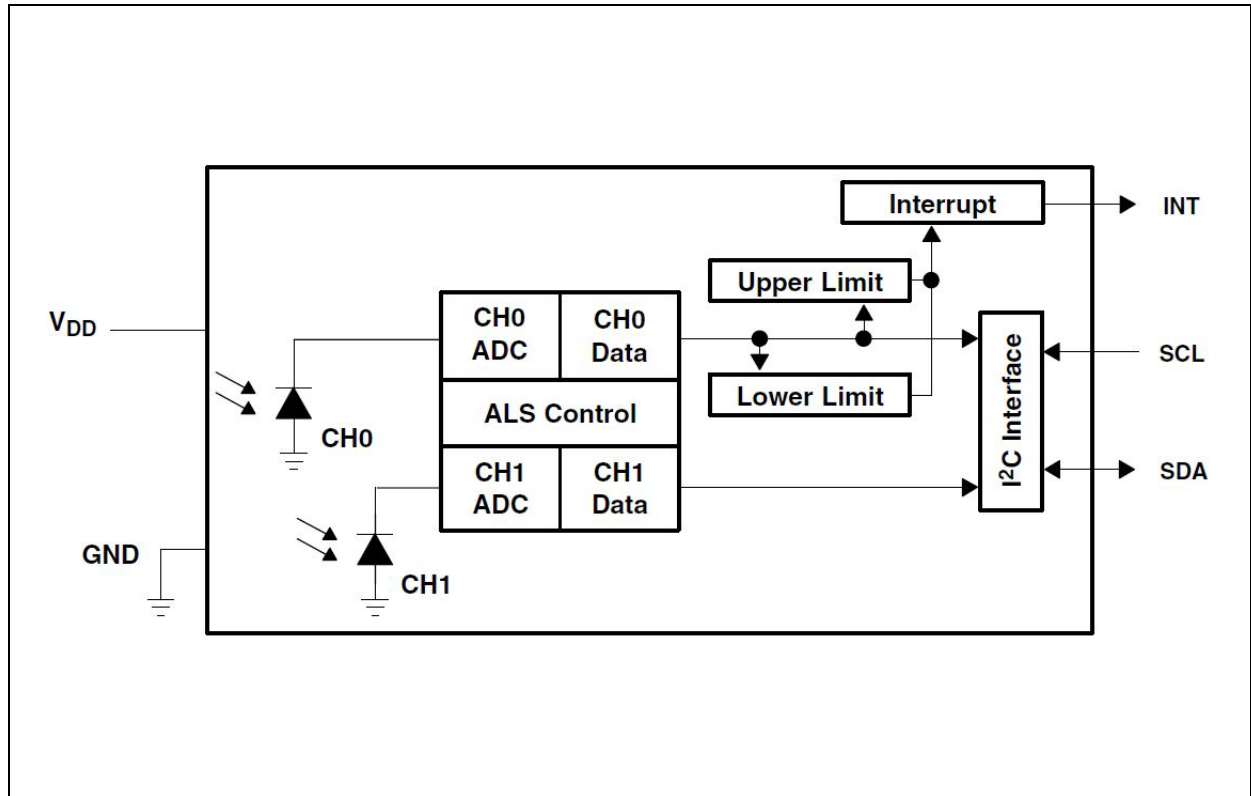 Interrupt
INT
Upper Limit
V_DD
CH0
ADC
CH0
Data
SCL
Lower Limit
ALS Control
CH0
I²C Interface
CH1
ADC
CH1
Data
SDA
GND
CH1